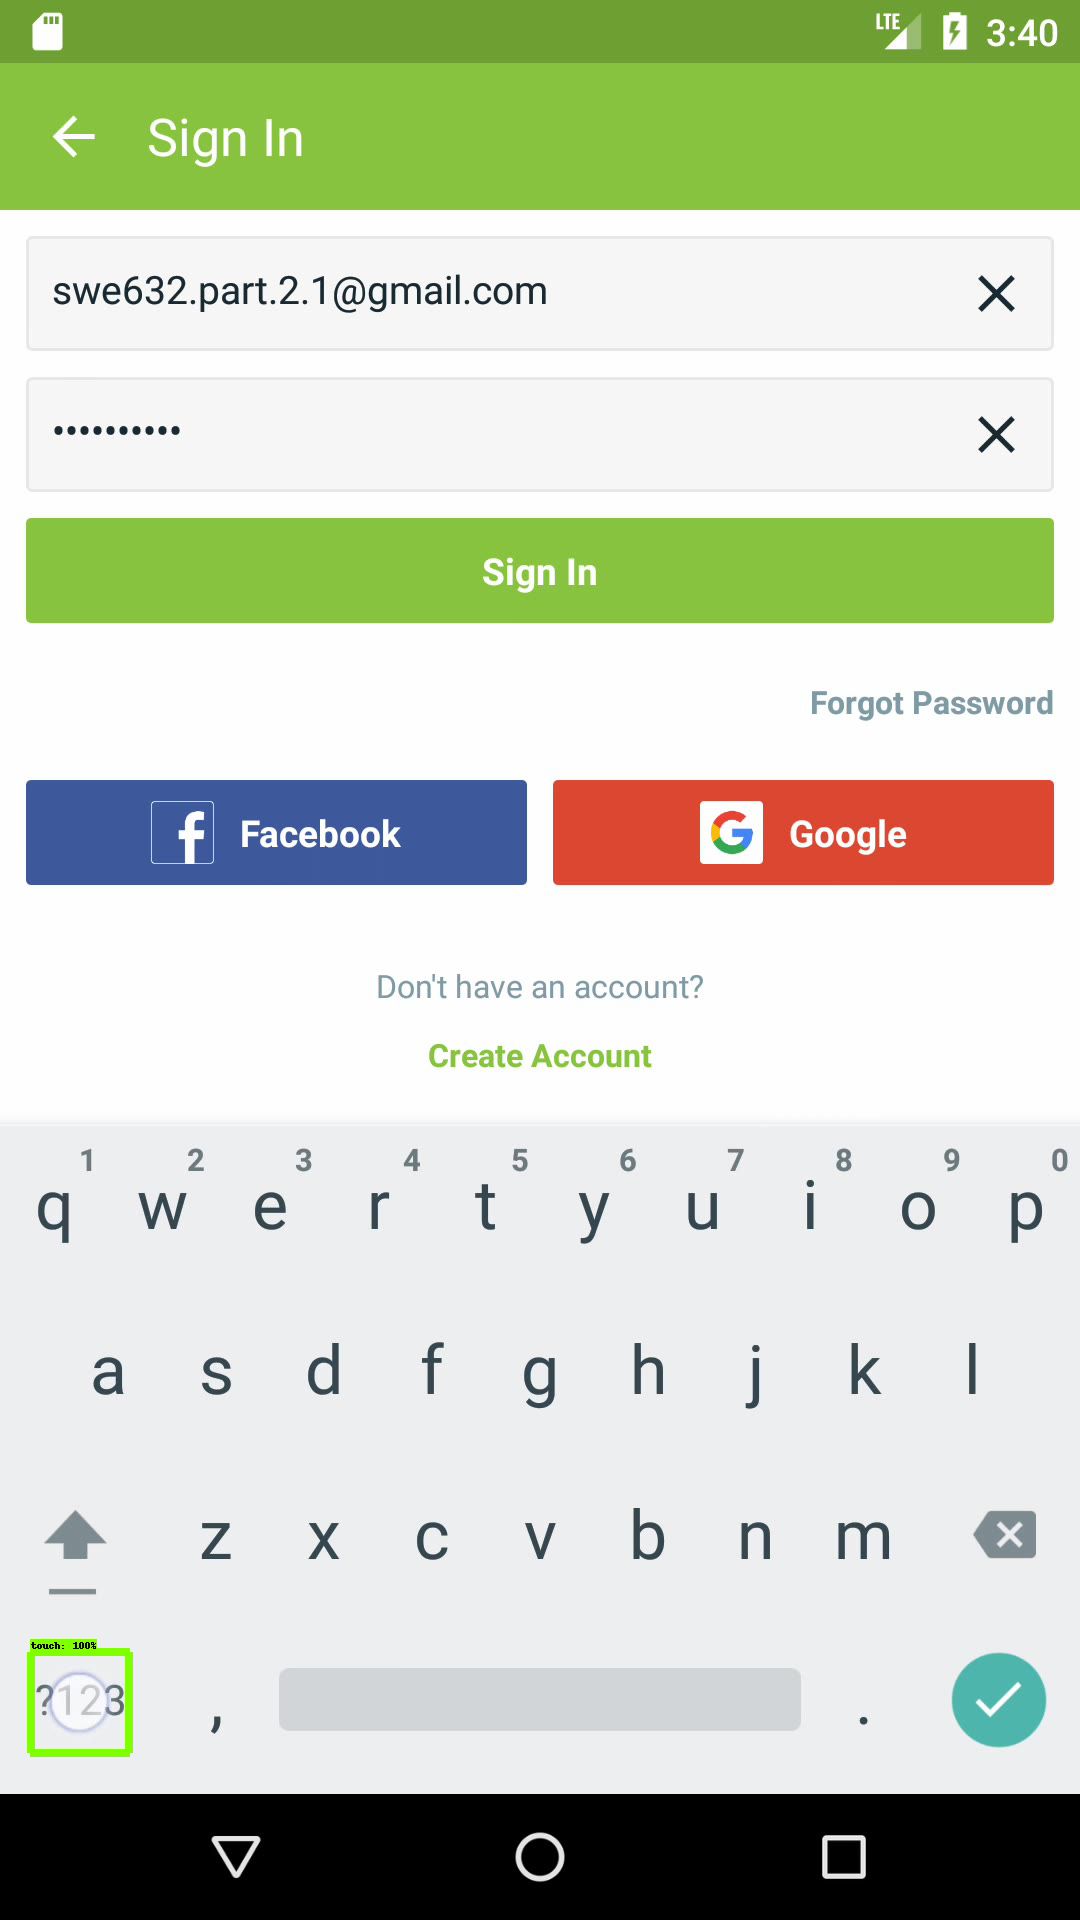 LTE 3:40
Sign In
swe632.part.2.1@gmail.com
••••••••••
Sign In
Forgot Password
f Facebook G Google
Don't have an account?
Create Account
1 2 3 4 5 6 7 8 9 0
q w e r t y u i o p
a s d f g h j k l
z x c v b n m
touch: 100%
?123 , .